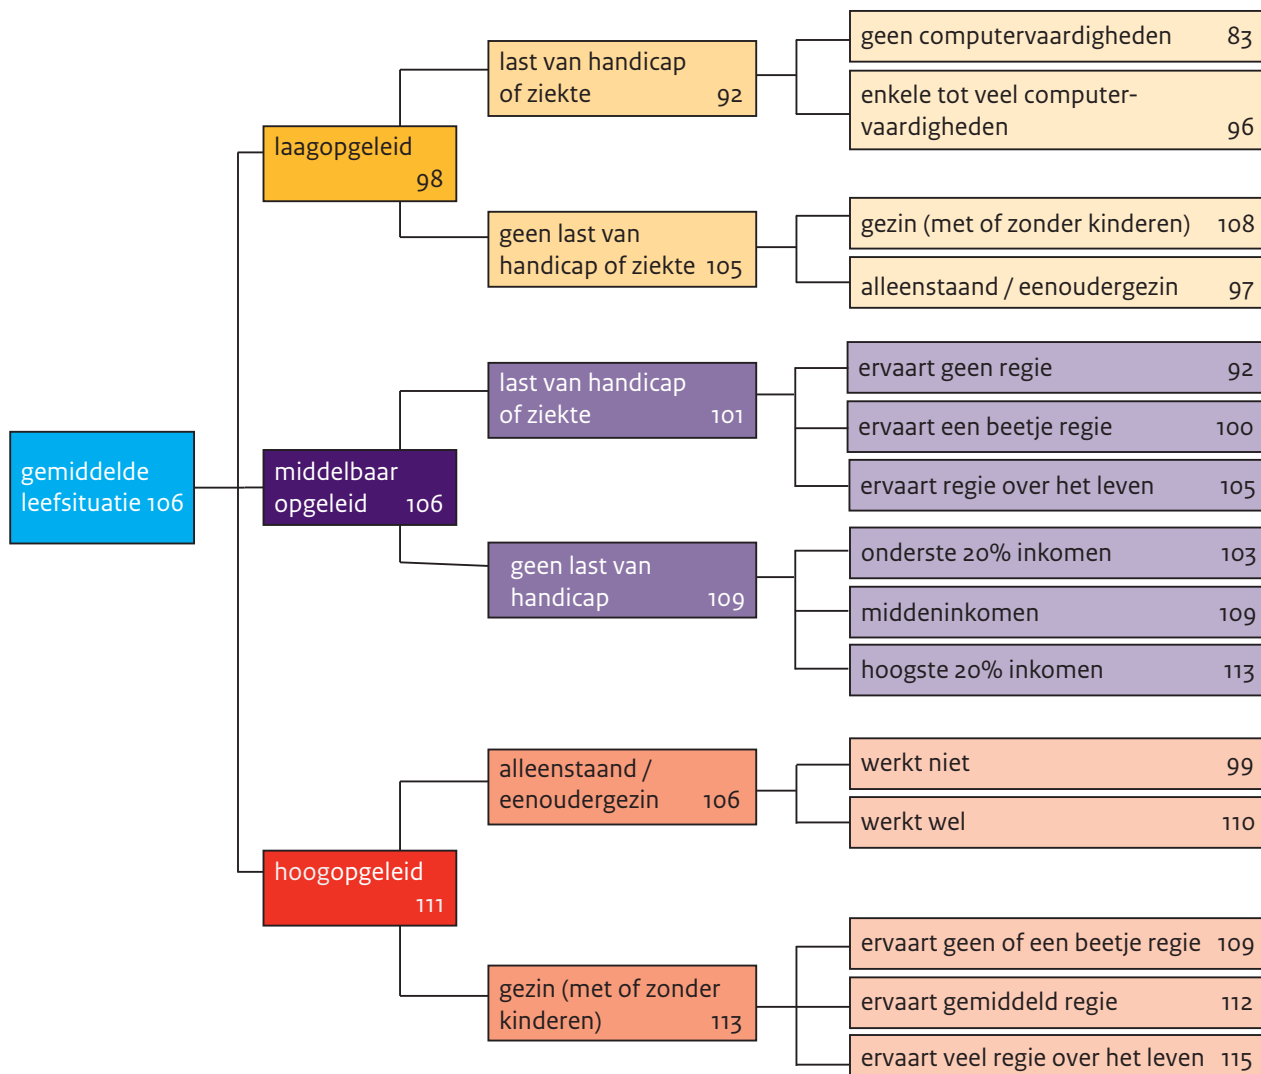 gemiddelde
leefsituatie 106
laagopgeleid
98
last van handicap
of ziekte 92
geen computervaardigheden 83
enkele tot veel computer-
vaardigheden 96
geen last van
handicap of ziekte 105
gezin (met of zonder kinderen) 108
alleenstaand / eenoudergezin 97
middelbaar
opgeleid 106
last van handicap
of ziekte 101
ervaart geen regie 92
ervaart een beetje regie 100
ervaart regie over het leven 105
geen last van
handicap 109
onderste 20% inkomen 103
middeninkomen 109
hoogste 20% inkomen 113
hoogopgeleid
111
alleenstaand /
eenoudergezin 106
werkt niet 99
werkt wel 110
gezin (met of zonder
kinderen) 113
ervaart geen of een beetje regie 109
ervaart gemiddeld regie 112
ervaart veel regie over het leven 115